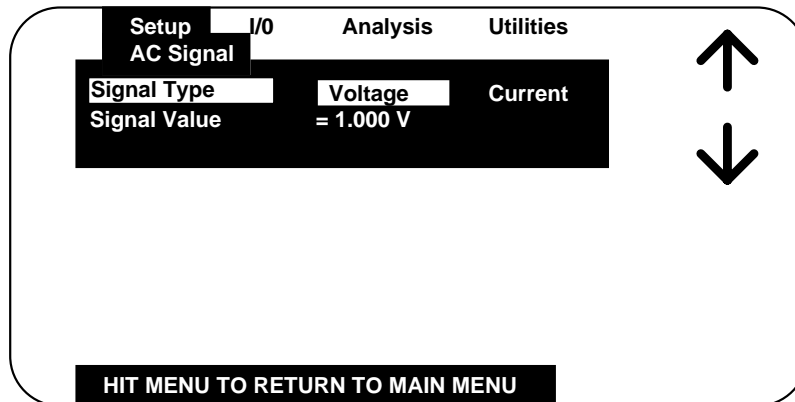 Setup I/0 Analysis Utilities
AC Signal
Signal Type Voltage Current
Signal Value = 1.000 V
HIT MENU TO RETURN TO MAIN MENU